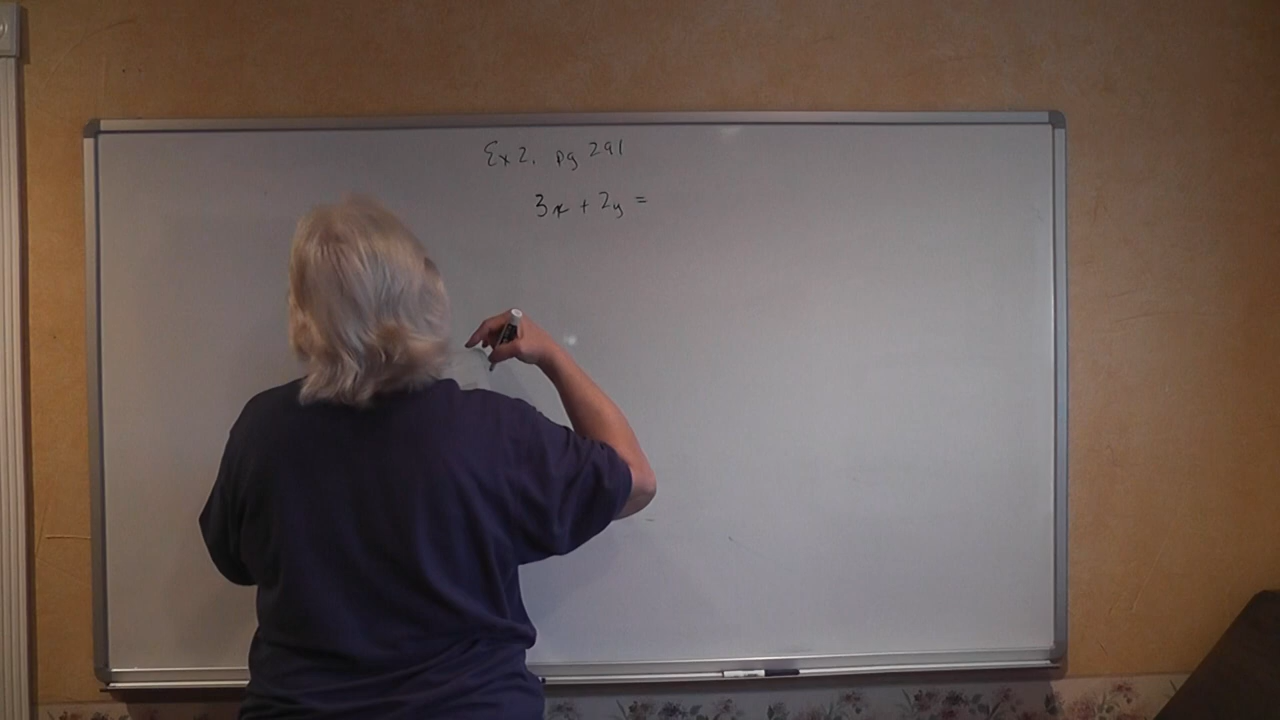 Ex 2. pg 291
3x + 2y =